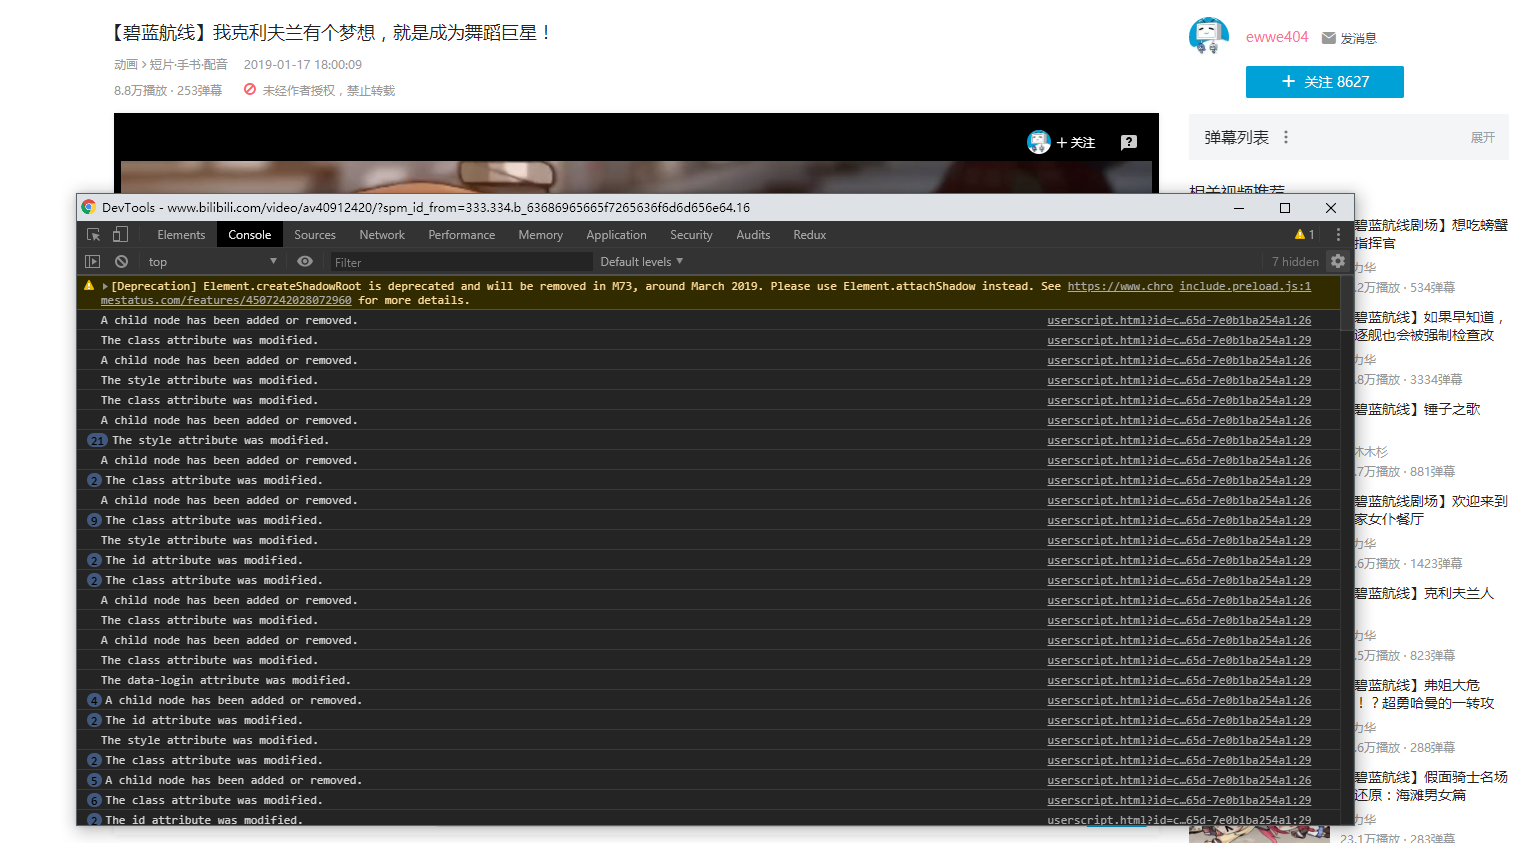 【碧蓝航线】我克利夫兰有个梦想，就是成为舞蹈巨星！
动画 > 短片·手书·配音 2019-01-17 18:00:09
8.8万播放 · 253弹幕 未经作者授权，禁止转载
ewwe404 发消息
+ 关注 8627
+ 关注
弹幕列表 展开
相关视频推荐
DevTools - www.bilibili.com/video/av40912420/?spm_id_from=333.334.b_63686965665f7265636f6d6d656e64.16
Elements Console Sources Network Performance Memory Application Security Audits Redux 1
top Filter Default levels 7 hidden
[Deprecation] Element.createShadowRoot is deprecated and will be removed in M73, around March 2019. Please use Element.attachShadow instead. See https://www.chro include.preload.js:1
mestatus.com/features/4507242028072960 for more details.
A child node has been added or removed. userscript.html?id=c…65d-7e0b1ba254a1:26
The class attribute was modified. userscript.html?id=c…65d-7e0b1ba254a1:29
A child node has been added or removed. userscript.html?id=c…65d-7e0b1ba254a1:26
The style attribute was modified. userscript.html?id=c…65d-7e0b1ba254a1:29
The class attribute was modified. userscript.html?id=c…65d-7e0b1ba254a1:29
A child node has been added or removed. userscript.html?id=c…65d-7e0b1ba254a1:26
21 The style attribute was modified. userscript.html?id=c…65d-7e0b1ba254a1:29
A child node has been added or removed. userscript.html?id=c…65d-7e0b1ba254a1:26
2 The class attribute was modified. userscript.html?id=c…65d-7e0b1ba254a1:29
A child node has been added or removed. userscript.html?id=c…65d-7e0b1ba254a1:26
9 The class attribute was modified. userscript.html?id=c…65d-7e0b1ba254a1:29
The style attribute was modified. userscript.html?id=c…65d-7e0b1ba254a1:29
2 The id attribute was modified. userscript.html?id=c…65d-7e0b1ba254a1:29
2 The class attribute was modified. userscript.html?id=c…65d-7e0b1ba254a1:29
A child node has been added or removed. userscript.html?id=c…65d-7e0b1ba254a1:26
The class attribute was modified. userscript.html?id=c…65d-7e0b1ba254a1:29
A child node has been added or removed. userscript.html?id=c…65d-7e0b1ba254a1:26
The class attribute was modified. userscript.html?id=c…65d-7e0b1ba254a1:29
The data-login attribute was modified. userscript.html?id=c…65d-7e0b1ba254a1:29
4 A child node has been added or removed. userscript.html?id=c…65d-7e0b1ba254a1:26
2 The id attribute was modified. userscript.html?id=c…65d-7e0b1ba254a1:29
The style attribute was modified. userscript.html?id=c…65d-7e0b1ba254a1:29
2 The class attribute was modified. userscript.html?id=c…65d-7e0b1ba254a1:29
5 A child node has been added or removed. userscript.html?id=c…65d-7e0b1ba254a1:26
6 The class attribute was modified. userscript.html?id=c…65d-7e0b1ba254a1:29
2 The id attribute was modified. userscript.html?id=c…65d-7e0b1ba254a1:29
碧蓝航线剧场】想吃螃蟹
指挥官
力华
.2万播放 · 534弹幕
碧蓝航线】如果早知道，
逐舰也会被强制检查改
力华
.8万播放 · 3334弹幕
碧蓝航线】锤子之歌
木木杉
.7万播放 · 881弹幕
碧蓝航线剧场】欢迎来到
家女仆餐厅
力华
.6万播放 · 1423弹幕
碧蓝航线】克利夫兰人
力华
.5万播放 · 823弹幕
碧蓝航线】弗姐大危
！？超勇哈曼的一转攻
力华
.6万播放 · 288弹幕
碧蓝航线】假面骑士名场
还原：海滩男女篇
力华
23.1万播放 · 283弹幕